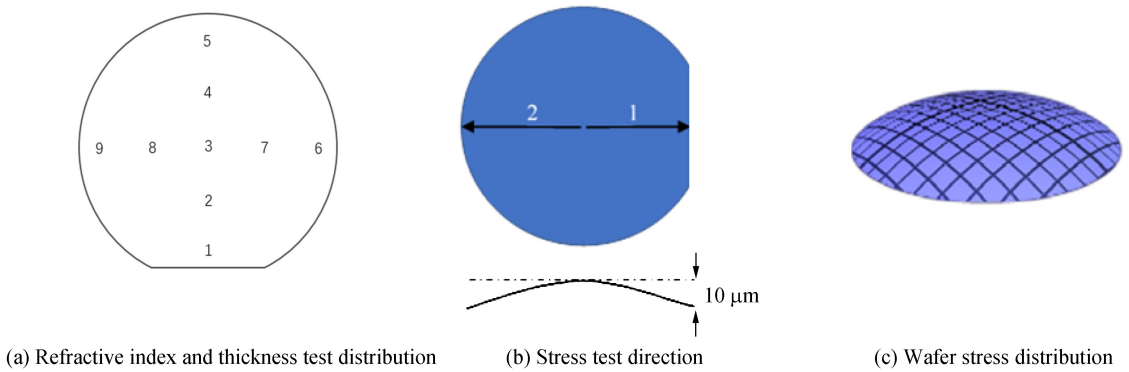 5
4
9 8 3 7 6
2
1
(a) Refractive index and thickness test distribution
2 1
10 μm
(b) Stress test direction
(c) Wafer stress distribution